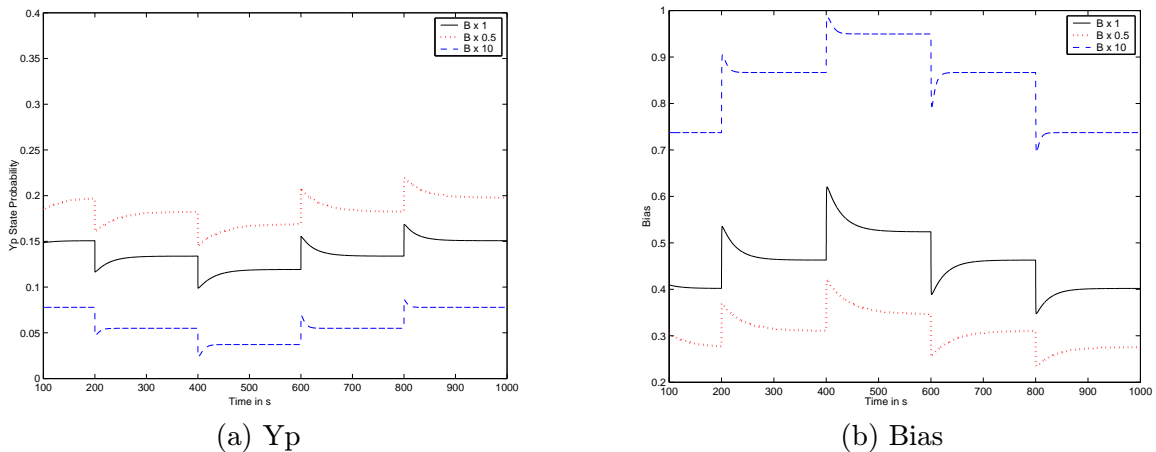 0.4
0.35
0.3
0.25
0.2
0.15
0.1
0.05
0
Yp State Probability
B x 1
B x 0.5
B x 10
100 200 300 400 500 600 700 800 900 1000
Time in s
(a) Yp
1
0.9
0.8
0.7
0.6
0.5
0.4
0.3
0.2
Bias
B x 1
B x 0.5
B x 10
100 200 300 400 500 600 700 800 900 1000
Time in s
(b) Bias